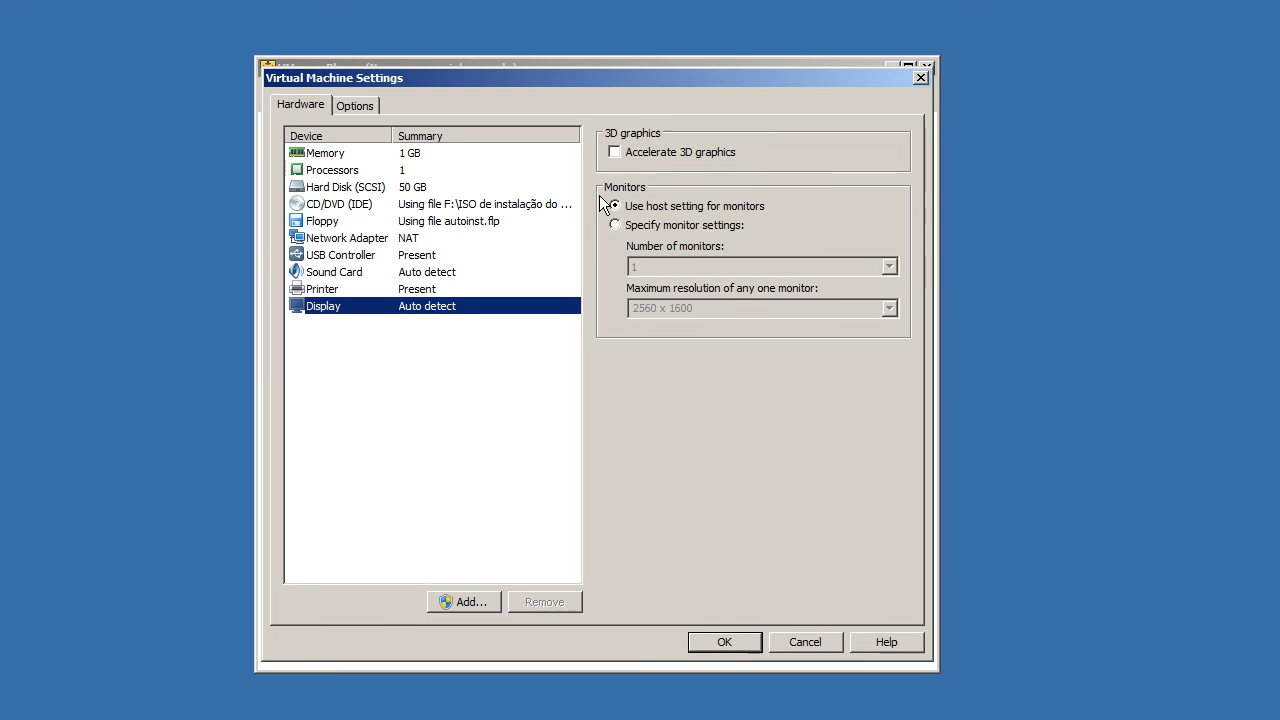 Virtual Machine Settings
Hardware Options
Device Summary
Memory 1 GB
Processors 1
Hard Disk (SCSI) 50 GB
CD/DVD (IDE) Using file F:\ISO de instalação do ...
Floppy Using file autoinst.flp
Network Adapter NAT
USB Controller Present
Sound Card Auto detect
Printer Present
Display Auto detect
Add... Remove
3D graphics
Accelerate 3D graphics
Monitors
Use host setting for monitors
Specify monitor settings:
Number of monitors:
1
Maximum resolution of any one monitor:
2560 x 1600
OK Cancel Help